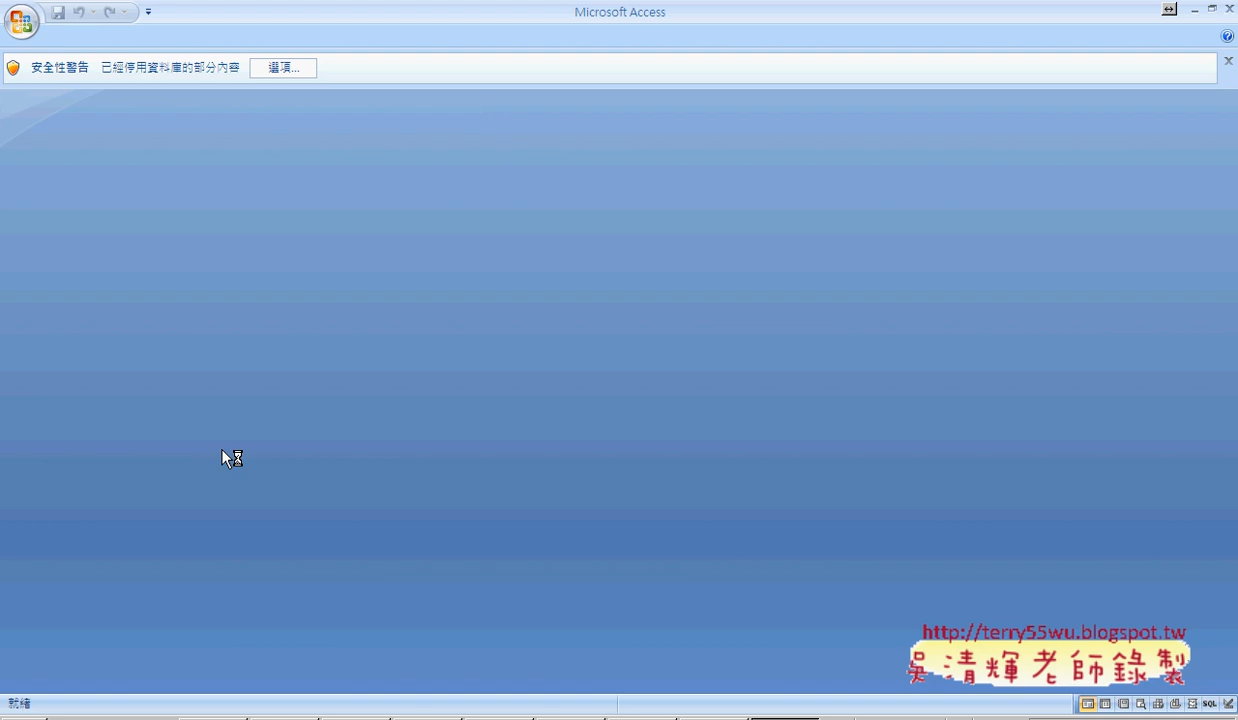 Microsoft Access
安全性警告 已經停用資料庫的部分內容 選項...
http://terry55wu.blogspot.tw
吳清輝老師錄製
就緒
SQL